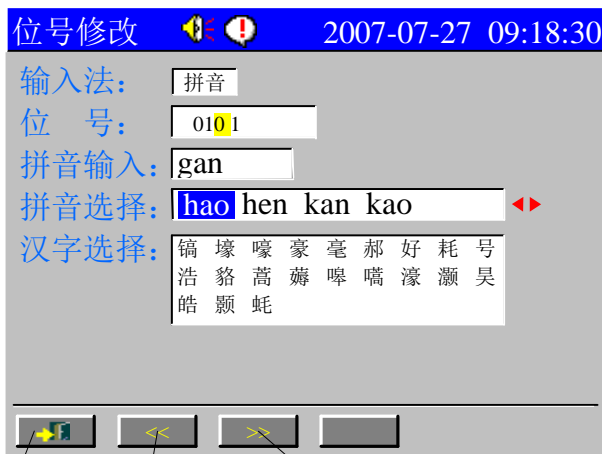 位号修改 2007-07-27 09:18:30
输入法： 拼音
位 号： 0101
拼音输入： gan
拼音选择： hao hen kan kao
汉字选择： 镐 壕 嚎 豪 毫 郝 好 耗 号
浩 貉 蒿 薅 嗥 嚆 濠 灏 昊
皓 颢 蚝
<< >>